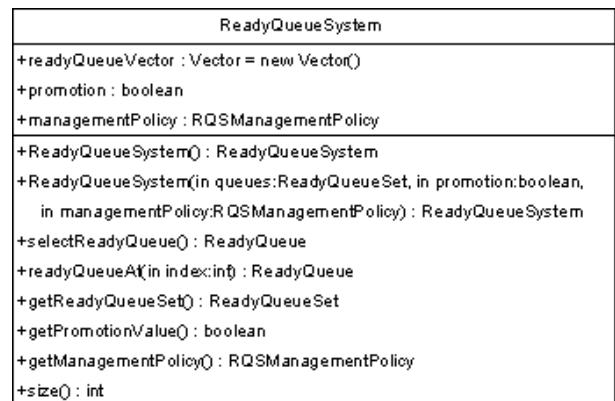 ReadyQueueSystem
+readyQueueVector : Vector = new Vector()
+promotion : boolean
+managementPolicy : RQSManagementPolicy
+ReadyQueueSystem() : ReadyQueueSystem
+ReadyQueueSystem(in queues:ReadyQueueSet, in promotion:boolean,
in managementPolicy:RQSManagementPolicy) : ReadyQueueSystem
+selectReadyQueue() : ReadyQueue
+readyQueueAt(in index:int) : ReadyQueue
+getReadyQueueSet() : ReadyQueueSet
+getPromotionValue() : boolean
+getManagementPolicy() : RQSManagementPolicy
+size() : int